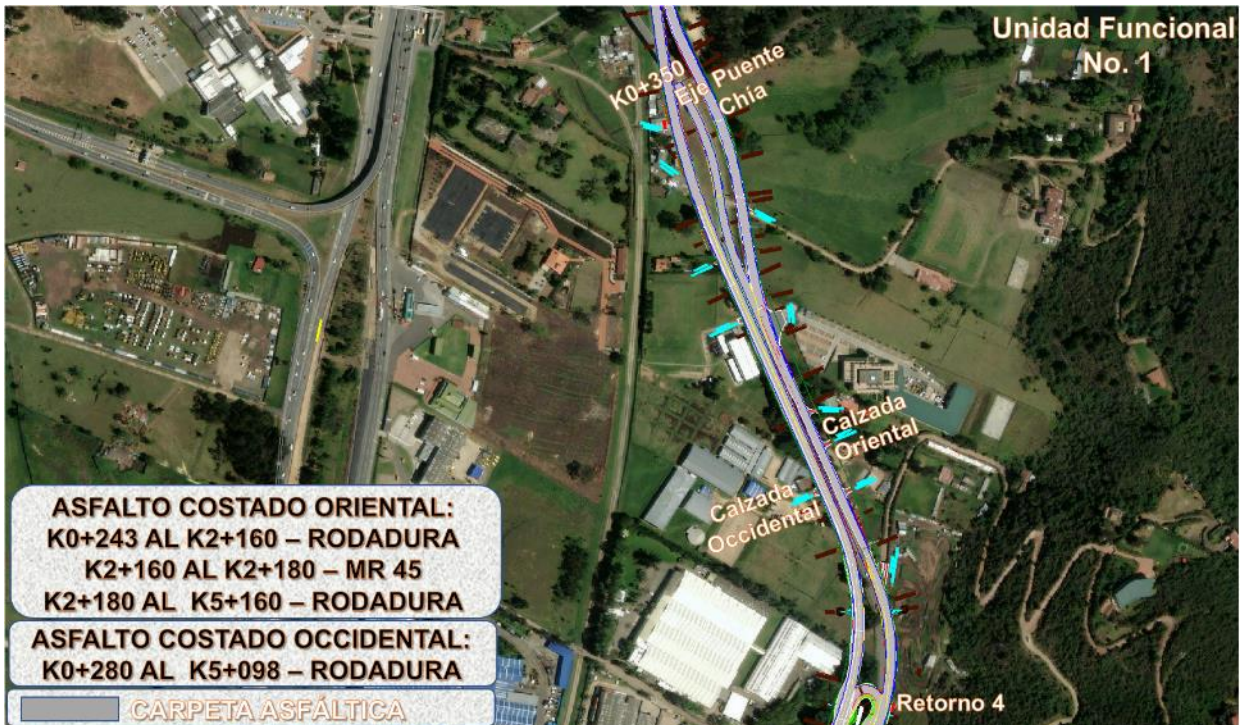 Unidad Funcional
No. 1
K0+350
Eje Puente
Chía
Calzada
Oriental
Calzada
Occidental
ASFALTO COSTADO ORIENTAL:
K0+243 AL K2+160 – RODADURA
K2+160 AL K2+180 – MR 45
K2+180 AL K5+160 – RODADURA
ASFALTO COSTADO OCCIDENTAL:
K0+280 AL K5+098 – RODADURA
CARPETA ASFÁLTICA
Retorno 4